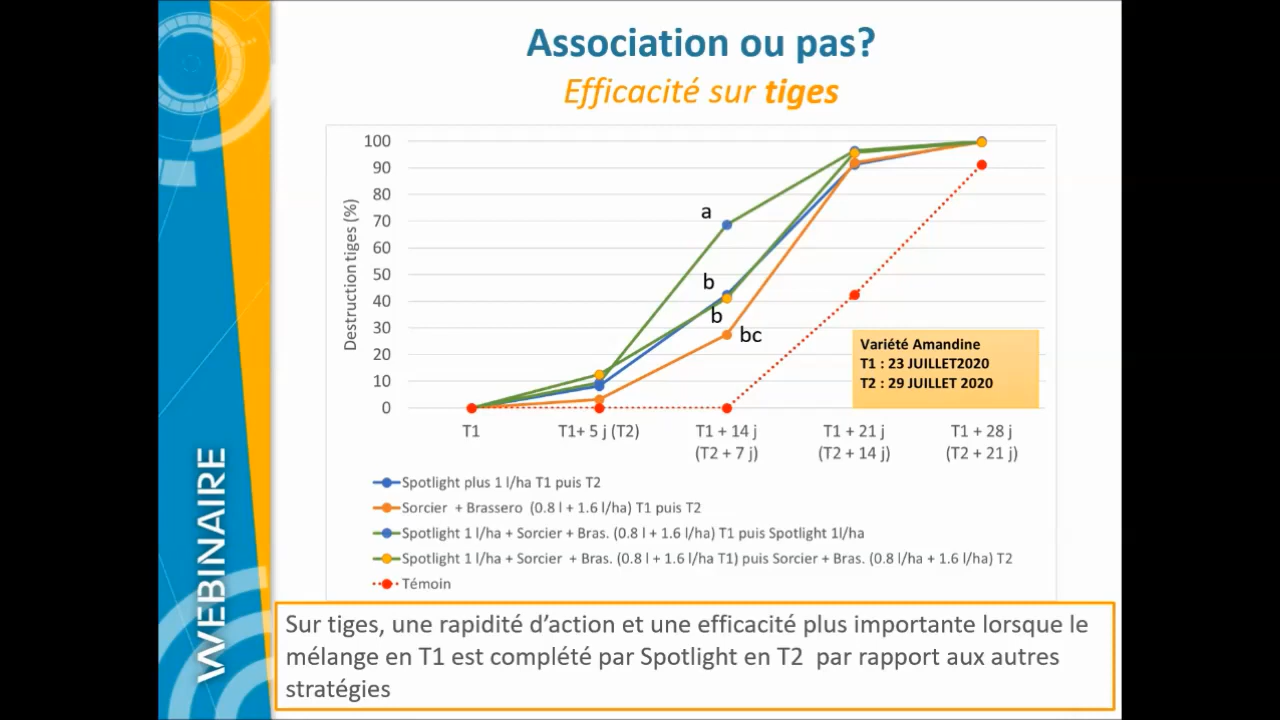 Association ou pas?
Efficacité sur tiges
100
90
80
70
60
50
40
30
20
10
0
Destruction tiges (%)
a
b
b
bc
Variété Amandine
T1 : 23 JUILLET2020
T2 : 29 JUILLET 2020
T1
T1+ 5 j (T2)
T1 + 14 j
(T2 + 7 j)
T1 + 21 j
(T2 + 14 j)
T1 + 28 j
(T2 + 21 j)
Spotlight plus 1 l/ha T1 puis T2
Sorcier + Brassero (0.8 l + 1.6 l/ha) T1 puis T2
Spotlight 1 l/ha + Sorcier + Bras. (0.8 l + 1.6 l/ha) T1 puis Spotlight 1l/ha
Spotlight 1 l/ha + Sorcier + Bras. (0.8 l + 1.6 l/ha T1) puis Sorcier + Bras. (0.8 l/ha + 1.6 l/ha) T2
Témoin
WEBINAIRE
Sur tiges, une rapidité d’action et une efficacité plus importante lorsque le
mélange en T1 est complété par Spotlight en T2 par rapport aux autres
stratégies